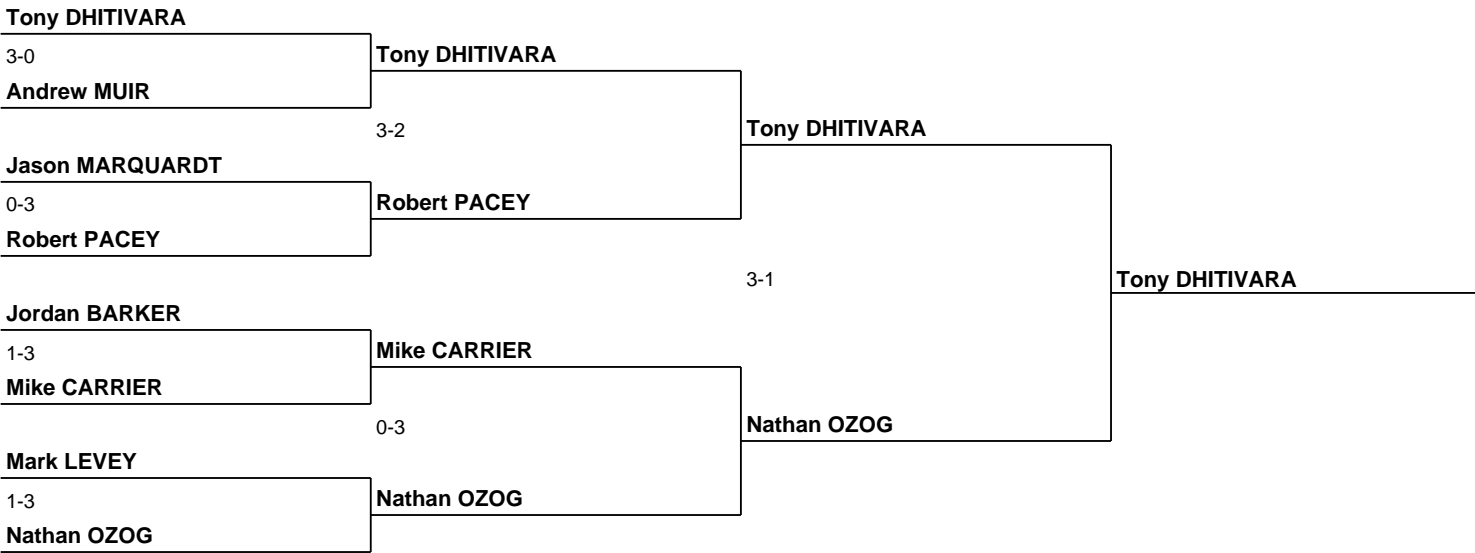 Tony DHITIVARA
3-0
Tony DHITIVARA
Andrew MUIR
3-2
Tony DHITIVARA
Jason MARQUARDT
0-3
Robert PACEY
Robert PACEY
3-1
Tony DHITIVARA
Jordan BARKER
1-3
Mike CARRIER
Mike CARRIER
0-3
Nathan OZOG
Mark LEVEY
1-3
Nathan OZOG
Nathan OZOG